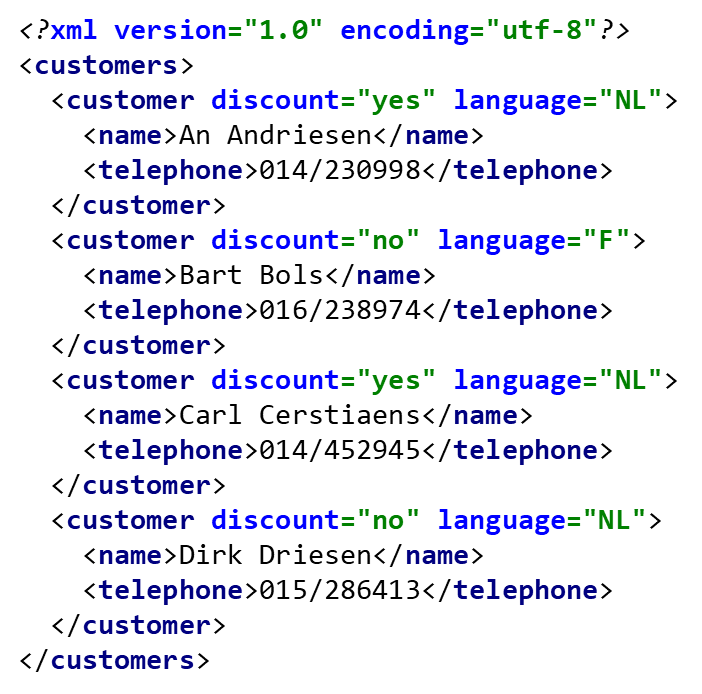 <?xml version="1.0" encoding="utf-8"?>
<customers>
  <customer discount="yes" language="NL">
    <name>An Andriesen</name>
    <telephone>014/230998</telephone>
  </customer>
  <customer discount="no" language="F">
    <name>Bart Bols</name>
    <telephone>016/238974</telephone>
  </customer>
  <customer discount="yes" language="NL">
    <name>Carl Cerstiaens</name>
    <telephone>014/452945</telephone>
  </customer>
  <customer discount="no" language="NL">
    <name>Dirk Driesen</name>
    <telephone>015/286413</telephone>
  </customer>
</customers>